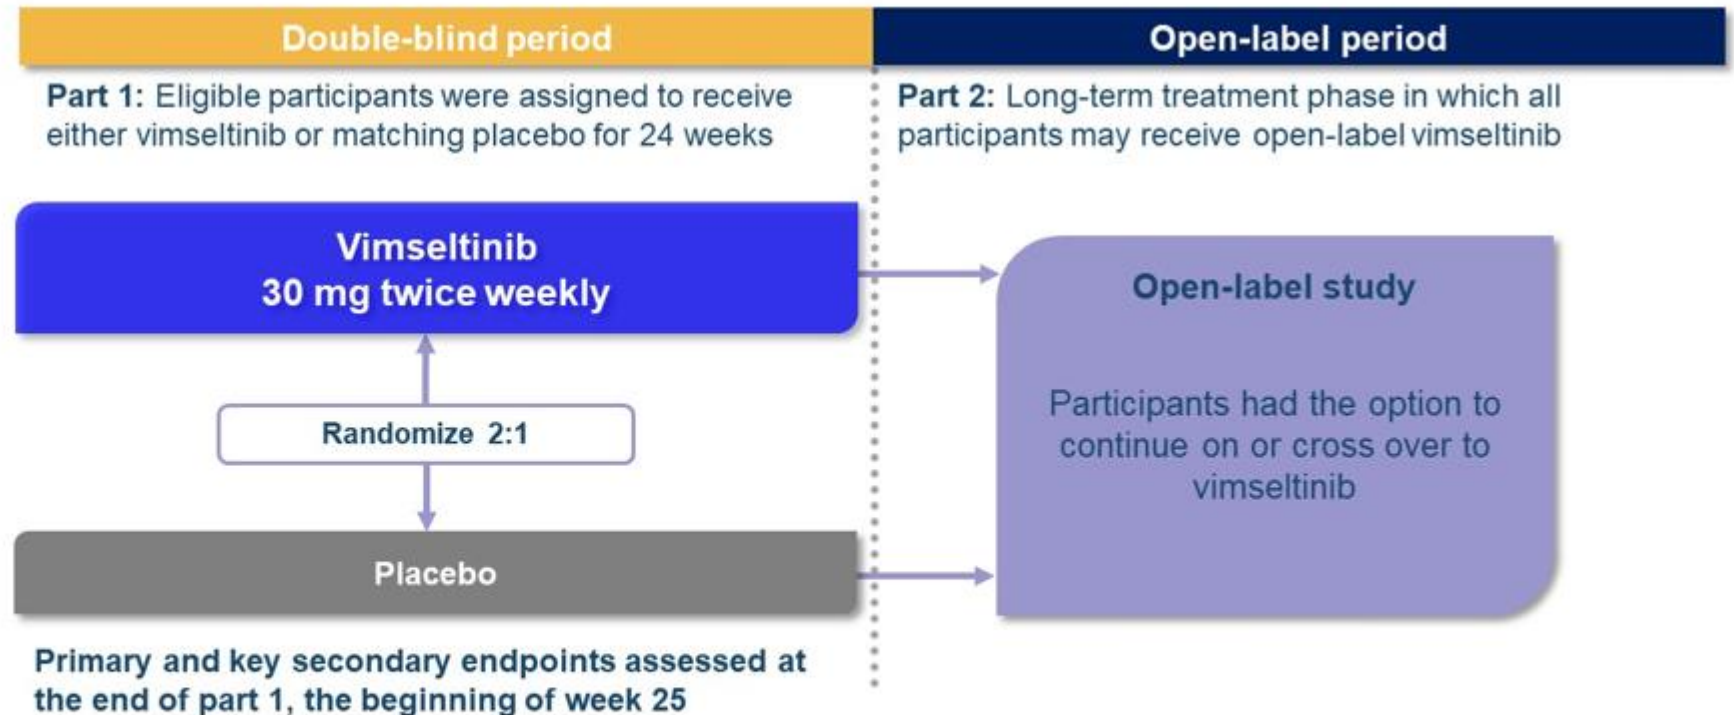 Double-blind period
Open-label period
Part 1: Eligible participants were assigned to receive
either vimseltinib or matching placebo for 24 weeks
Part 2: Long-term treatment phase in which all
participants may receive open-label vimseltinib
Vimseltinib
30 mg twice weekly
Randomize 2:1
Placebo
Primary and key secondary endpoints assessed at
the end of part 1, the beginning of week 25
Open-label study
Participants had the option to
continue on or cross over to
vimseltinib